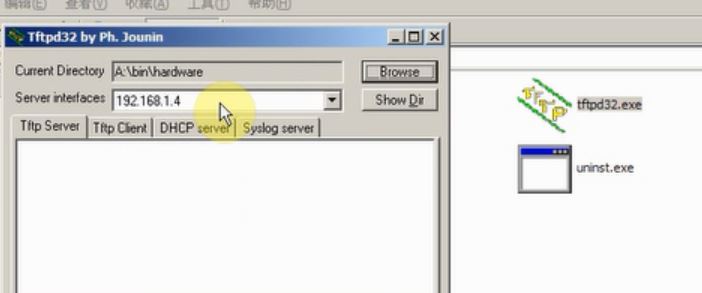 编辑(E) 查看(V) 收藏(A) 工具(T) 帮助(H)
Tftpd32 by Ph. Jounin
Current Directory A:\bin\hardware Browse
Server interfaces 192.168.1.4 Show Dir
Tftp Server Tftp Client DHCP server Syslog server
TFTP tftpd32.exe
uninst.exe